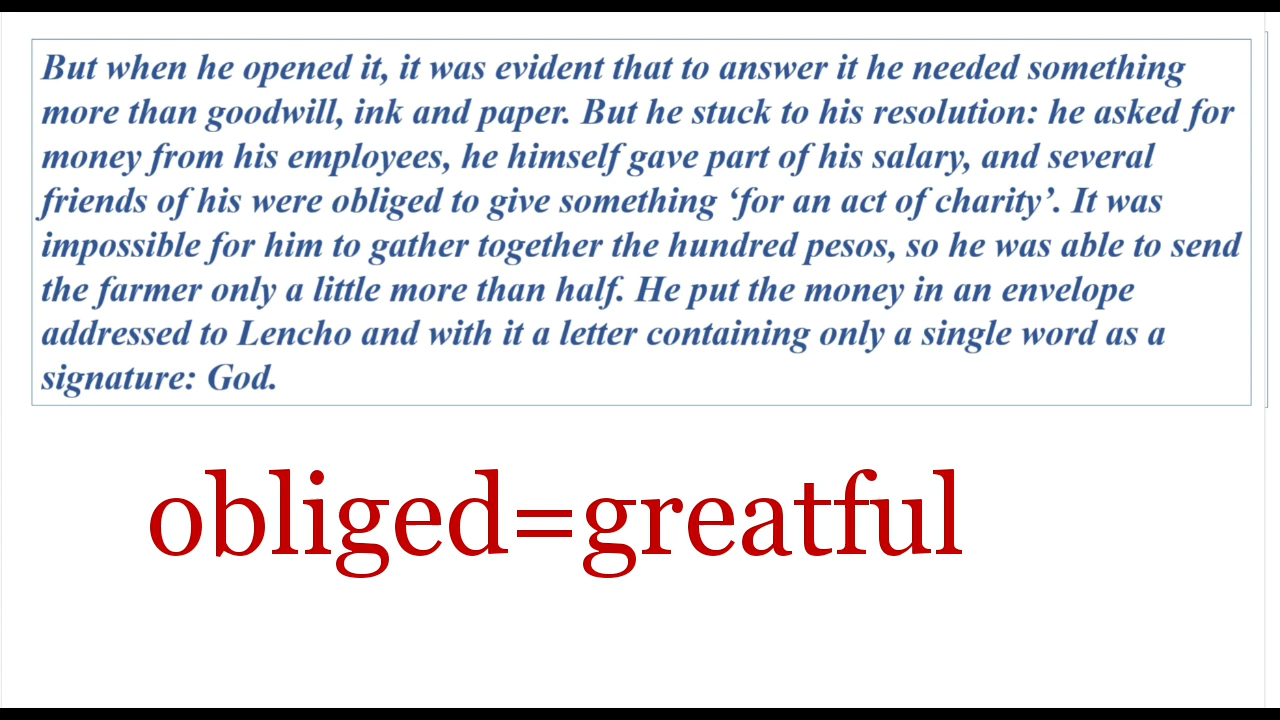 But when he opened it, it was evident that to answer it he needed something
more than goodwill, ink and paper. But he stuck to his resolution: he asked for
money from his employees, he himself gave part of his salary, and several
friends of his were obliged to give something ‘for an act of charity’. It was
impossible for him to gather together the hundred pesos, so he was able to send
the farmer only a little more than half. He put the money in an envelope
addressed to Lencho and with it a letter containing only a single word as a
signature: God.
obliged=greatful